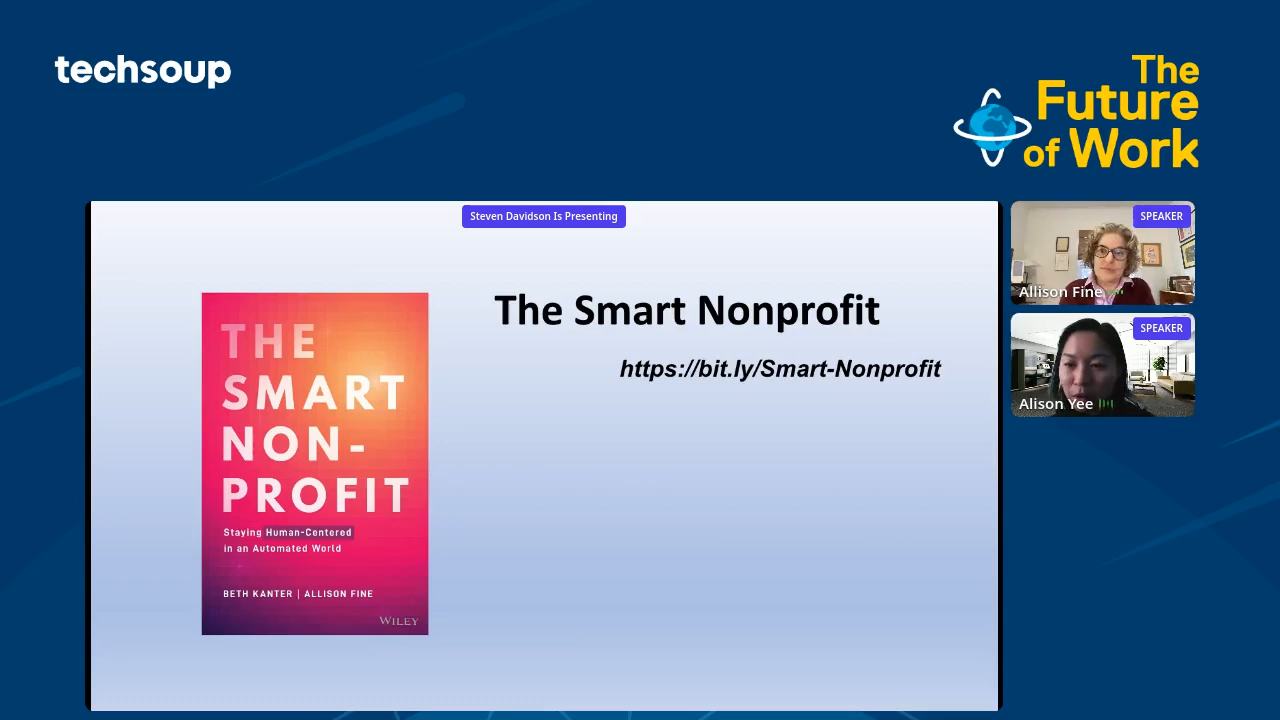 techsoup
The
Future
of Work
Steven Davidson Is Presenting
THE
SMART
NON-
PROFIT
Staying Human-Centered
in an Automated World
BETH KANTER | ALLISON FINE
WILEY
The Smart Nonprofit
https://bit.ly/Smart-Nonprofit
SPEAKER
Allison Fine
SPEAKER
Alison Yee